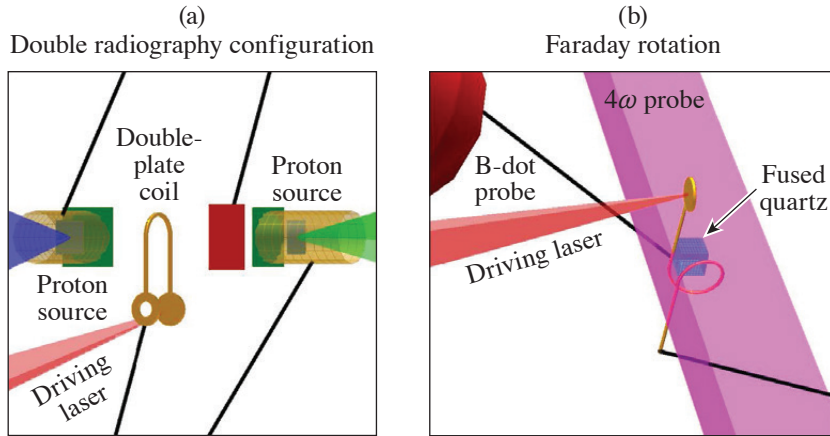 (a)
Double radiography configuration
Double-
plate
coil
Proton
source
Proton
source
Driving
laser
(b)
Faraday rotation
4ω probe
B-dot
probe
Fused
quartz
Driving laser